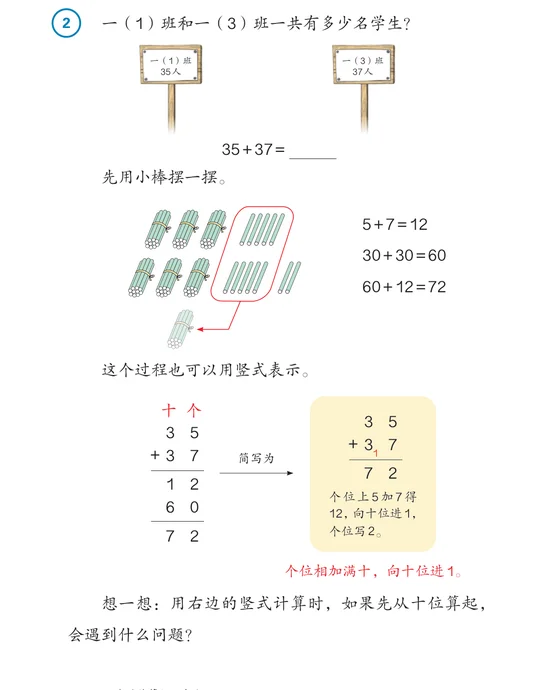 2 一（1）班和一（3）班一共有多少名学生？
一（1）班
35人
一（3）班
37人
35+37=
先用小棒摆一摆。
5+7=12
30+30=60
60+12=72
这个过程也可以用竖式表示。
十 个
3 5
+ 3 7
1 2
6 0
7 2
简写为
3 5
+ 3 1 7
7 2
个位上5加7得
12，向十位进1，
个位写2。
个位相加满十，向十位进1。
想一想：用右边的竖式计算时，如果先从十位算起，
会遇到什么问题？